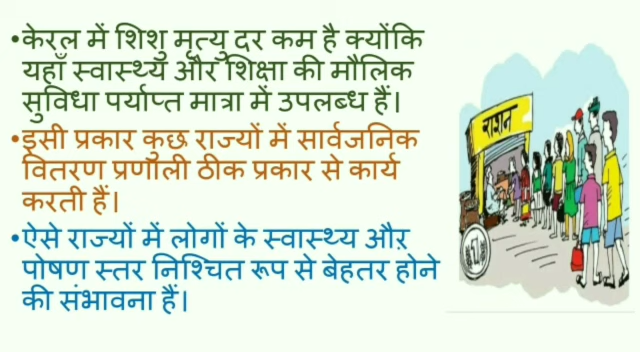 •केरल में शिशु मृत्यु दर कम है क्योंकि
यहाँ स्वास्थ्य और शिक्षा की मौलिक
सुविधा पर्याप्त मात्रा में उपलब्ध हैं।
•इसी प्रकार कुछ राज्यों में सार्वजनिक
वितरण प्रणाली ठीक प्रकार से कार्य
करती हैं।
•ऐसे राज्यों में लोगों के स्वास्थ्य और
पोषण स्तर निश्चित रूप से बेहतर होने
की संभावना हैं।
राशन